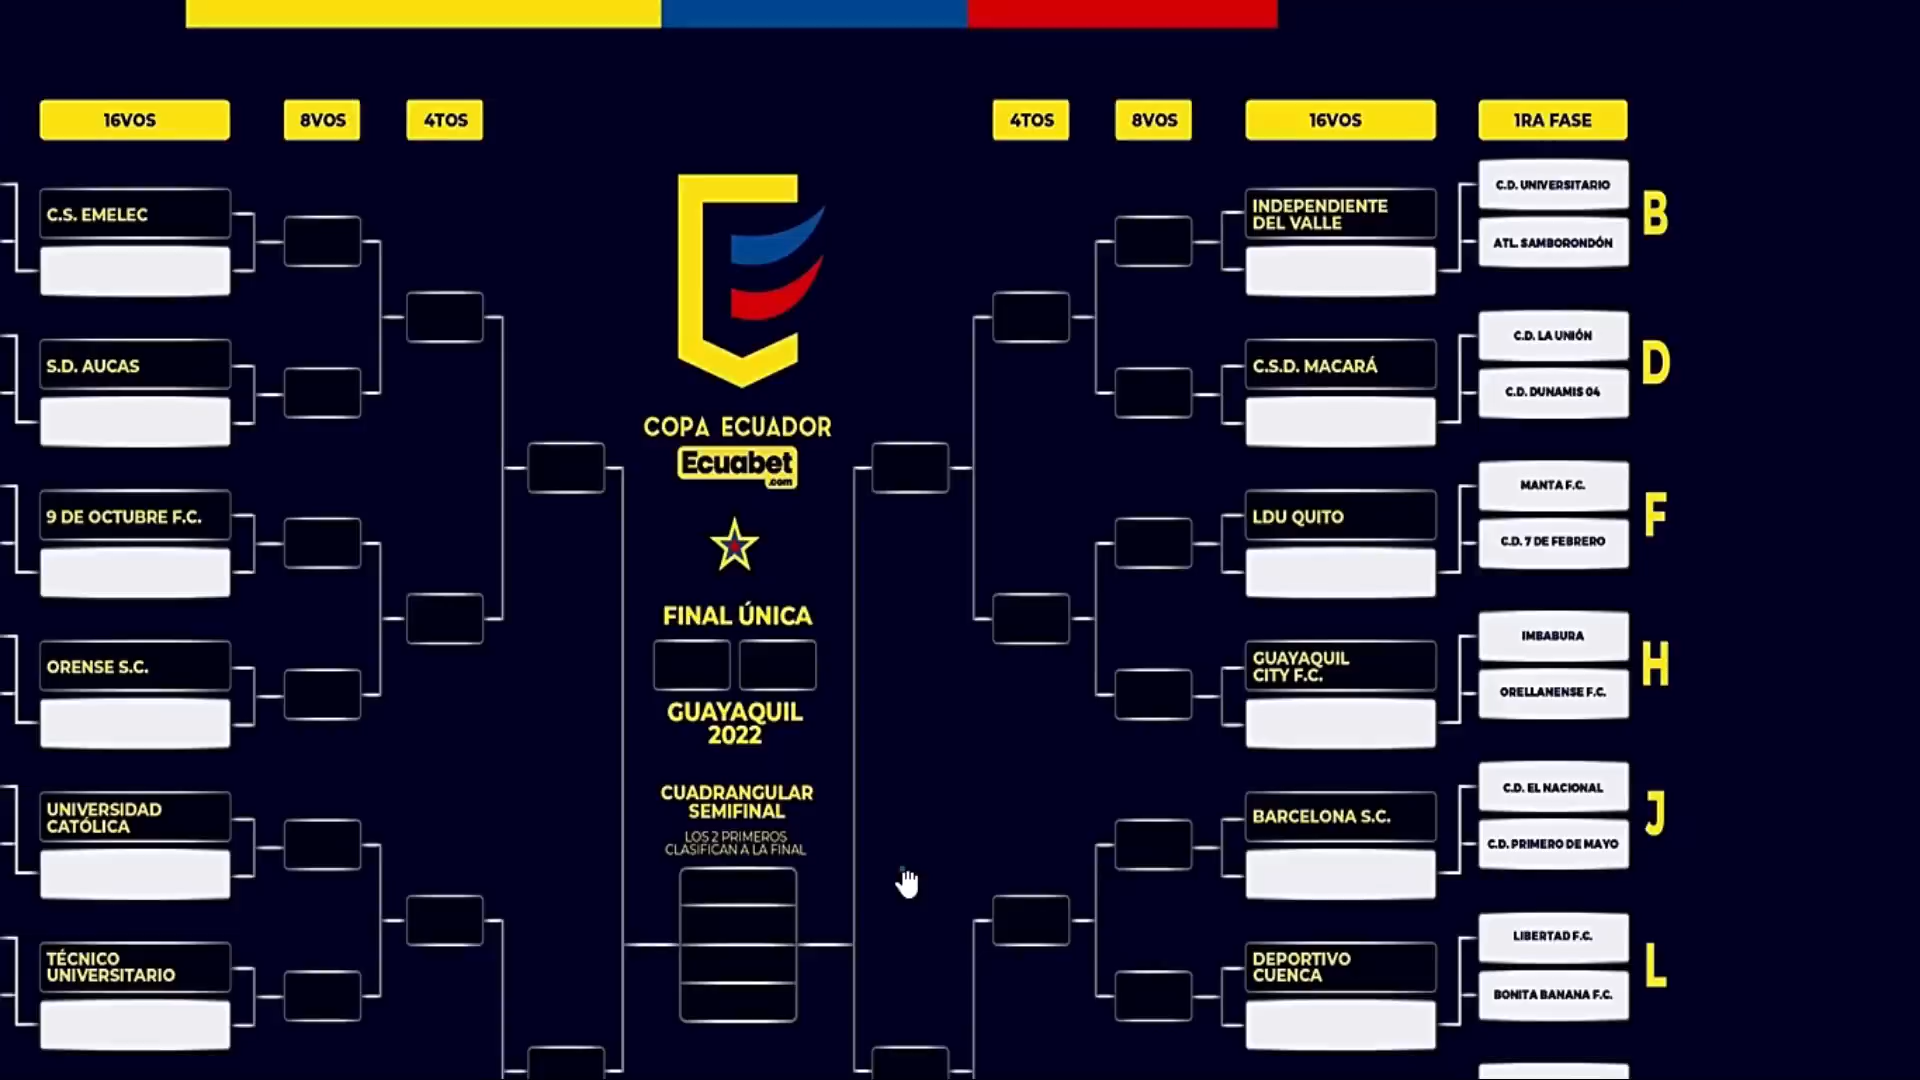 16VOS
8VOS
4TOS
4TOS
8VOS
16VOS
1RA FASE
C.S. EMELEC
S.D. AUCAS
9 DE OCTUBRE F.C.
ORENSE S.C.
UNIVERSIDAD
CATÓLICA
TÉCNICO
UNIVERSITARIO
COPA ECUADOR
Ecuabet
.com
FINAL ÚNICA
GUAYAQUIL
2022
CUADRANGULAR
SEMIFINAL
LOS 2 PRIMEROS
CLASIFICAN A LA FINAL
INDEPENDIENTE
DEL VALLE
C.S.D. MACARÁ
LDU QUITO
GUAYAQUIL
CITY F.C.
BARCELONA S.C.
DEPORTIVO
CUENCA
C.D. UNIVERSITARIO
ATL. SAMBORONDÓN
B
C.D. LA UNIÓN
C.D. DUNAMIS 04
D
MANTA F.C.
C.D. 7 DE FEBRERO
F
IMBABURA
ORELLANENSE F.C.
H
C.D. EL NACIONAL
C.D. PRIMERO DE MAYO
J
LIBERTAD F.C.
BONITA BANANA F.C.
L